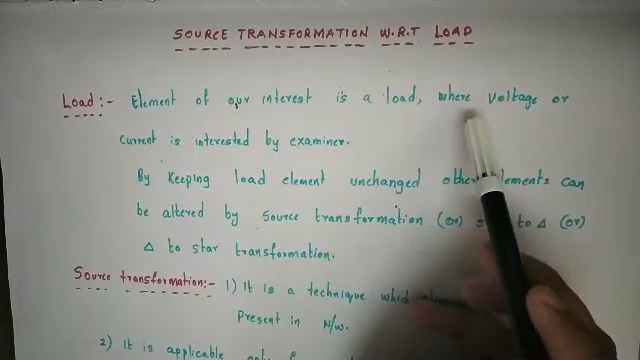 SOURCE TRANSFORMATION W.R.T LOAD
Load:- Element of our interest is a load, where voltage or
current is interested by examiner.
By keeping load element unchanged other elements can
be altered by source transformation (or) to Δ (or)
Δ to star transformation.
Source transformation:- 1) It is a technique which
Present in N/w.
2) It is applicable only